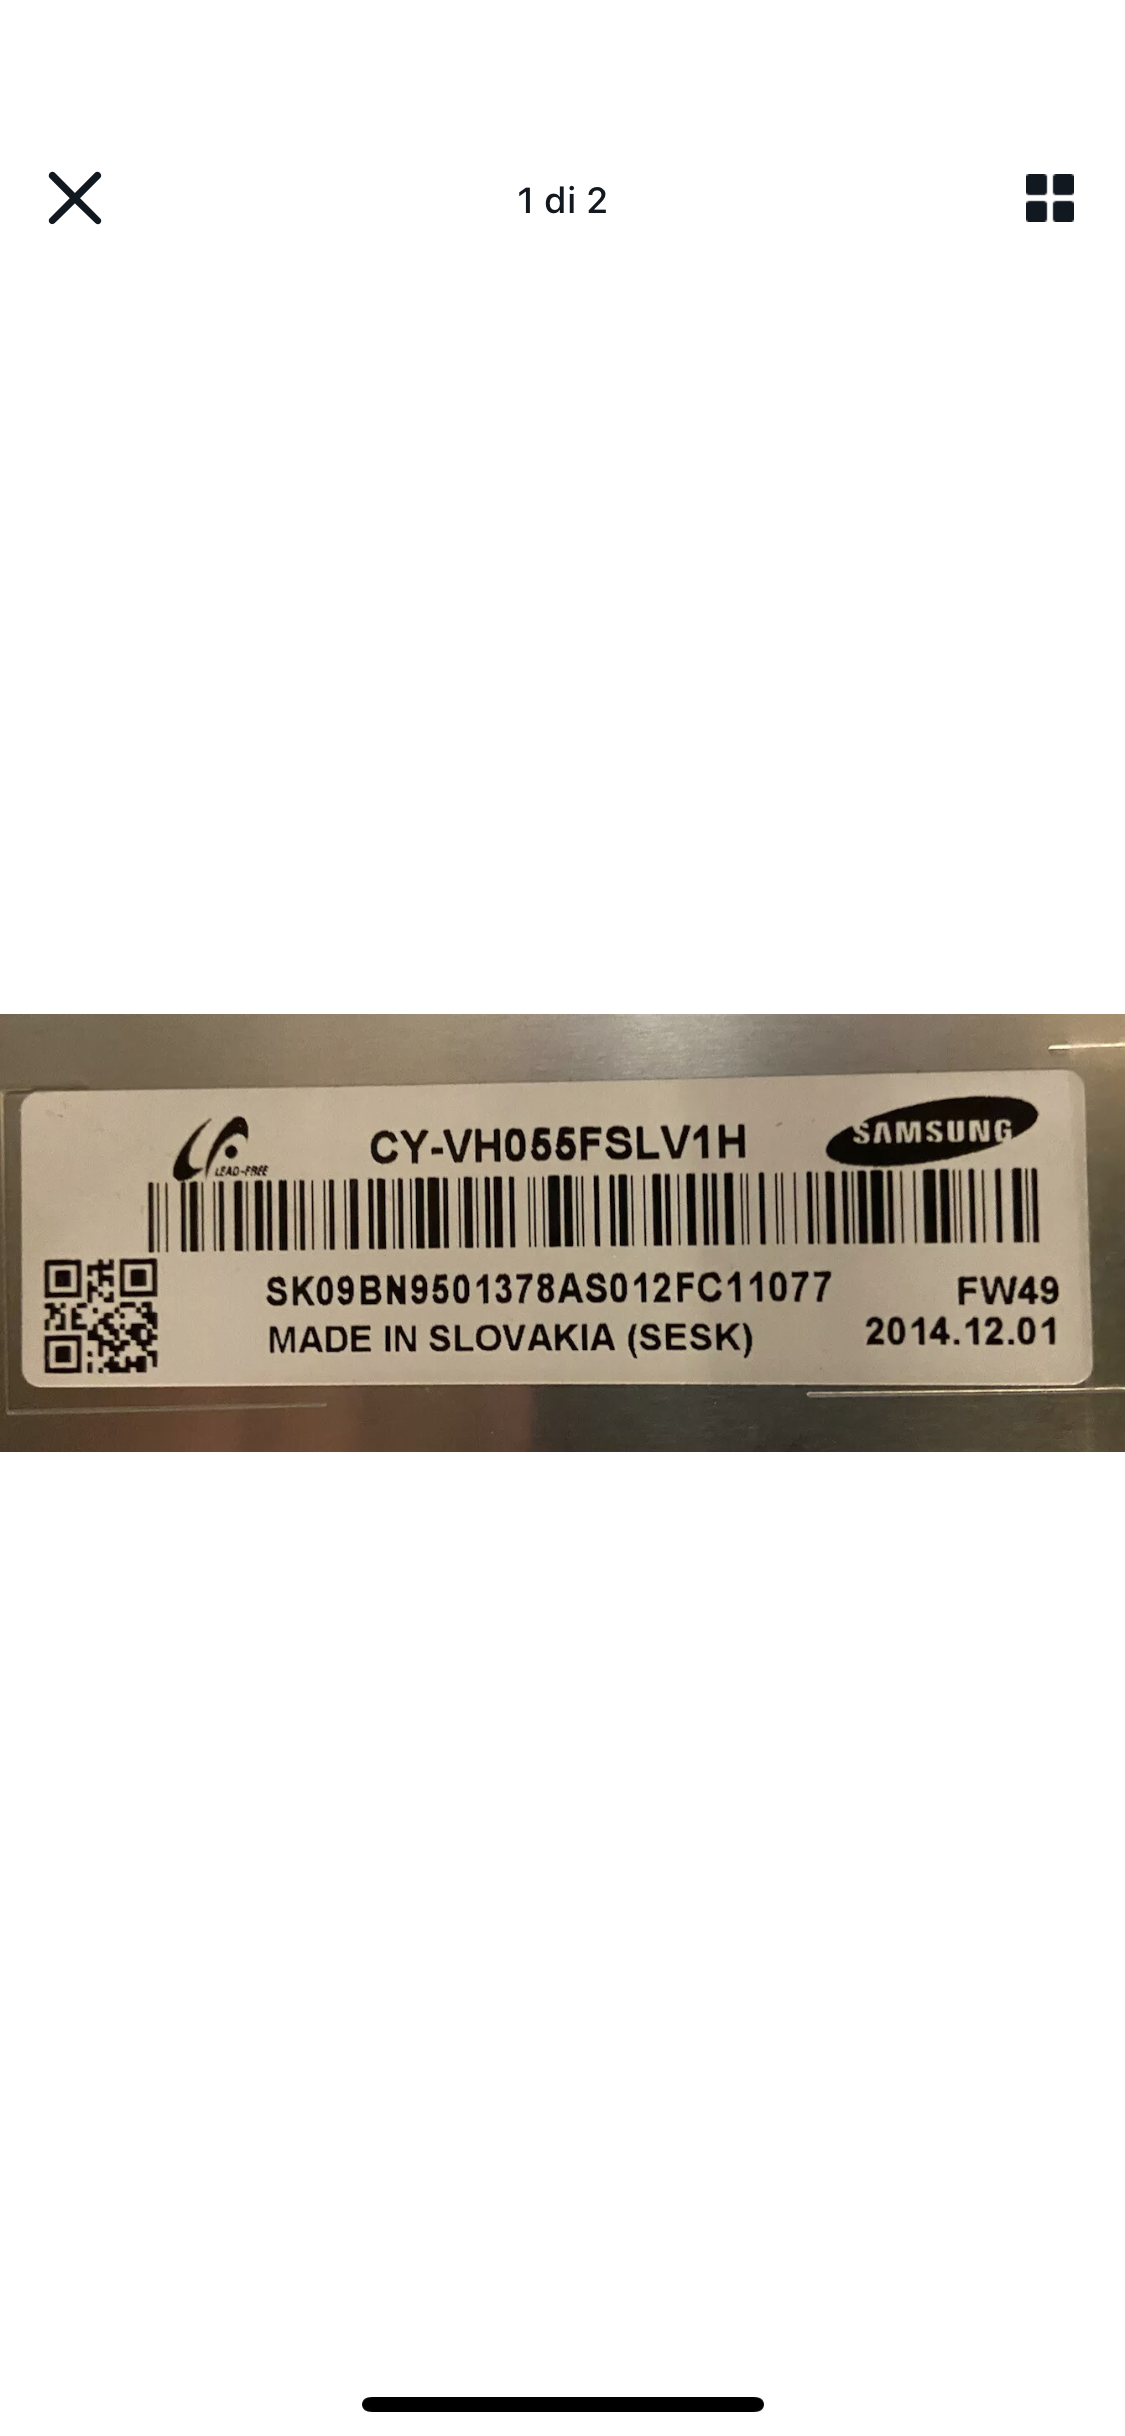 1 di 2
LEAD-FREE
CY-VH055FSLV1H
SAMSUNG
SK09BN9501378AS012FC11077
FW49
MADE IN SLOVAKIA (SESK)
2014.12.01